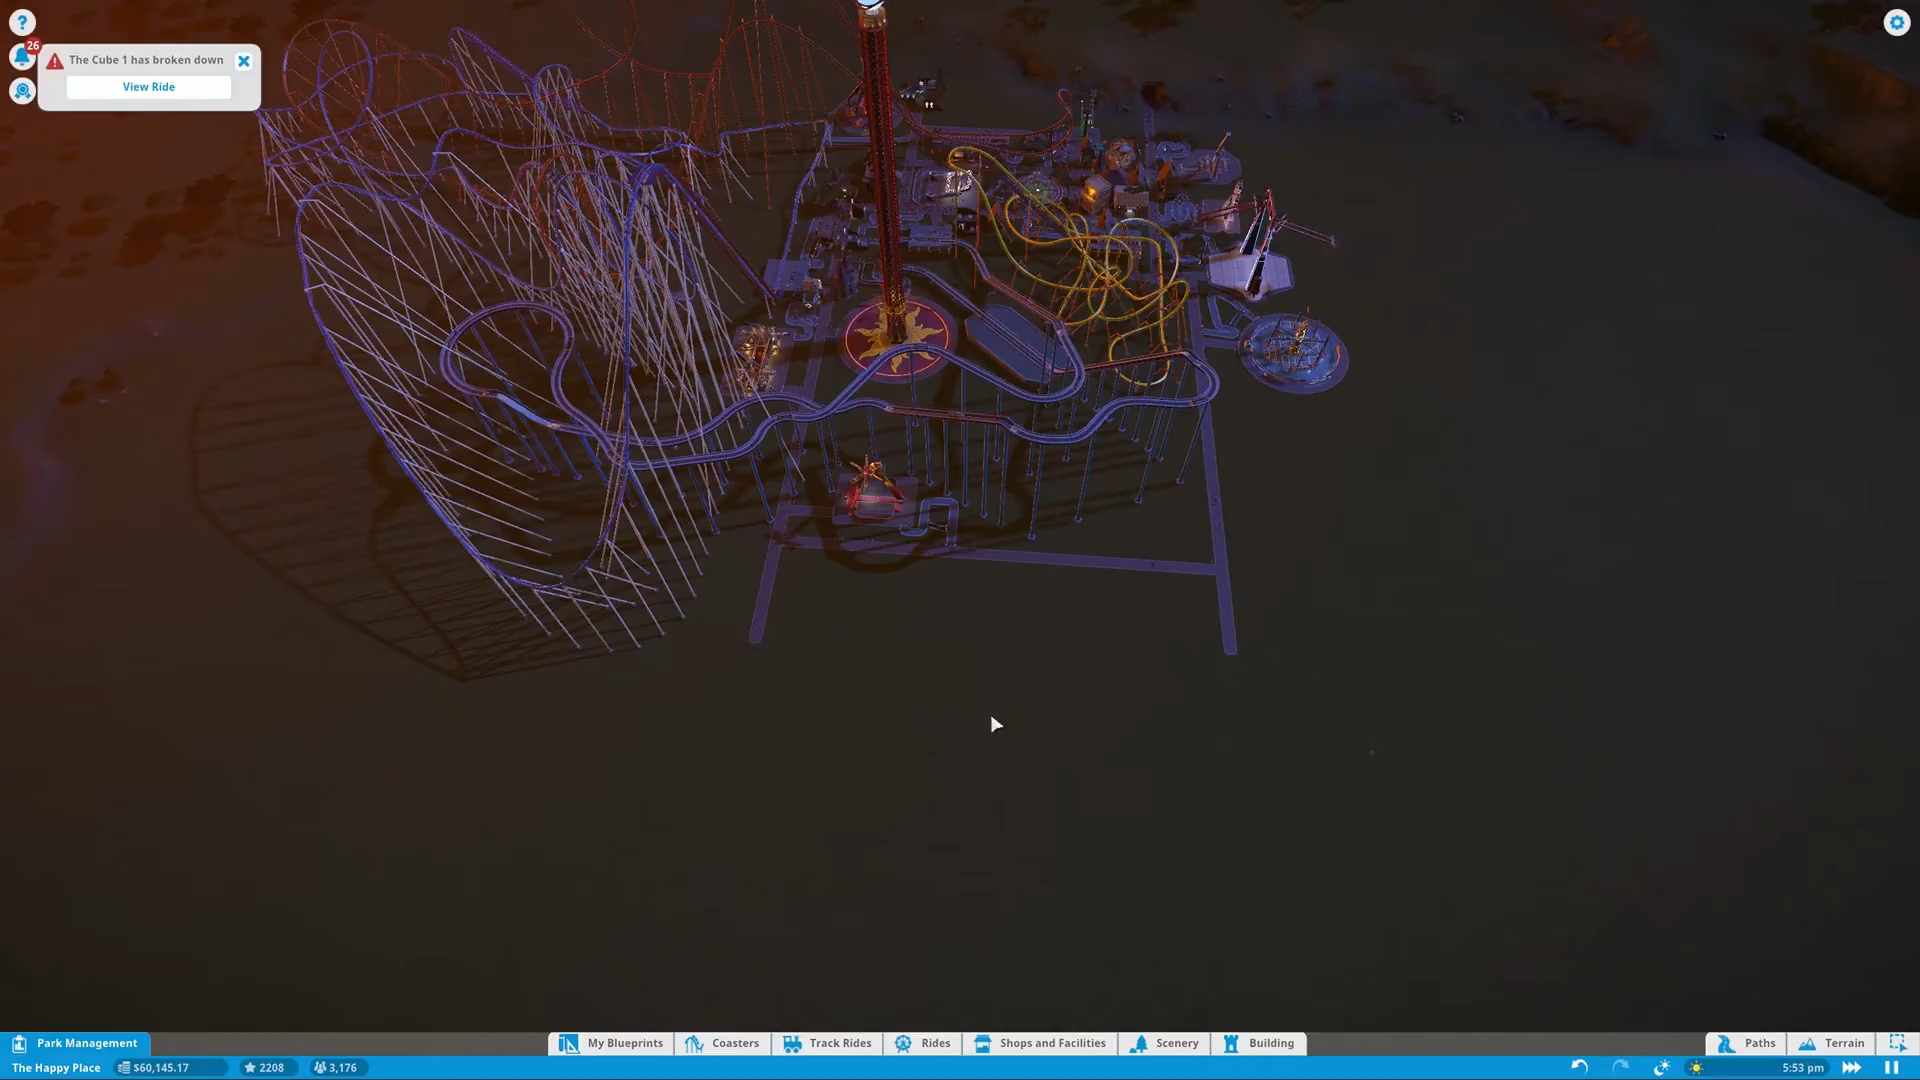 ?
26
The Cube 1 has broken down
View Ride
Park Management
My Blueprints
Coasters
Track Rides
Rides
Shops and Facilities
Scenery
Building
Paths
Terrain
The Happy Place
$60,145.17
2208
3,176
5:53 pm